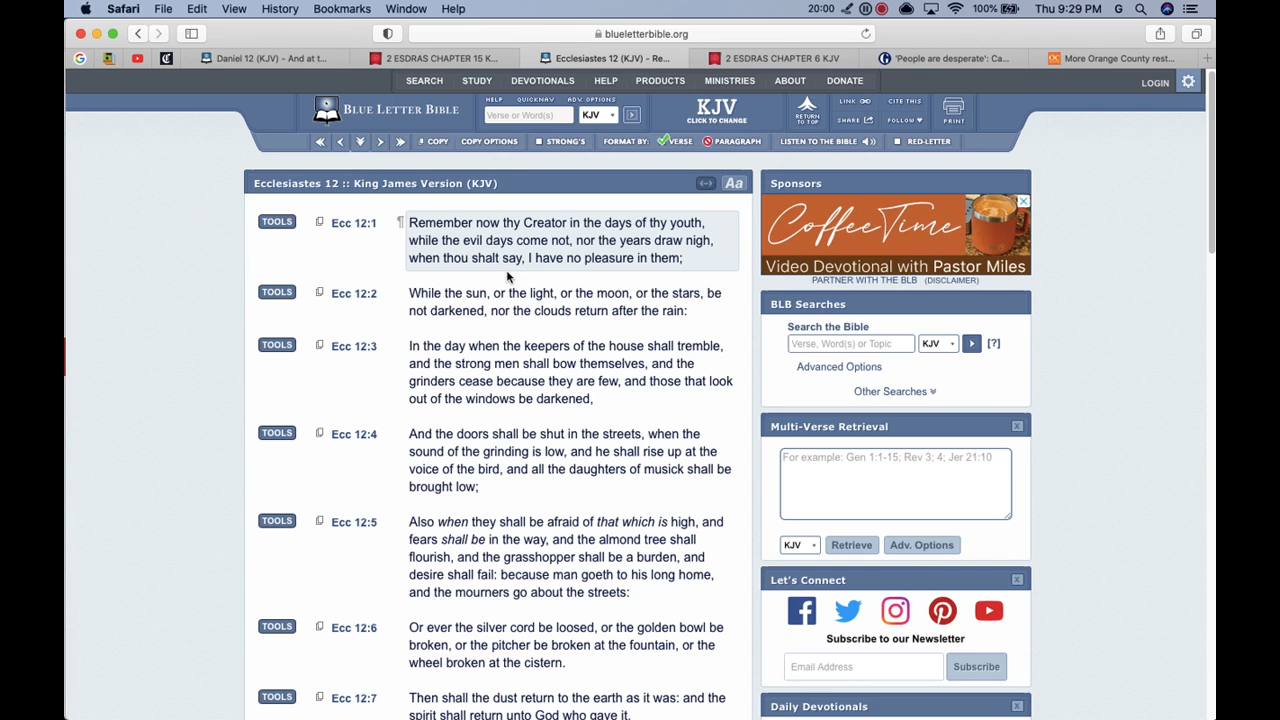 Safari File Edit View History Bookmarks Window Help 20:00 100% Thu 9:29 PM G
blueletterbible.org
Daniel 12 (KJV) - And at t... 2 ESDRAS CHAPTER 15 K... Ecclesiastes 12 (KJV) - Re... 2 ESDRAS CHAPTER 6 KJV 'People are desperate': Ca... More Orange County rest...
SEARCH STUDY DEVOTIONALS HELP PRODUCTS MINISTRIES ABOUT DONATE LOGIN
BLUE LETTER BIBLE
HELP QUICKNAV ADV. OPTIONS
Verse or Word(s) KJV
KJV
CLICK TO CHANGE
RETURN TO TOP
LINK CITE THIS
SHARE FOLLOW
PRINT
COPY COPY OPTIONS STRONG'S FORMAT BY: VERSE PARAGRAPH LISTEN TO THE BIBLE RED-LETTER
Ecclesiastes 12 :: King James Version (KJV) Aa
TOOLS Ecc 12:1 ¶ Remember now thy Creator in the days of thy youth,
while the evil days come not, nor the years draw nigh,
when thou shalt say, I have no pleasure in them;
TOOLS Ecc 12:2 While the sun, or the light, or the moon, or the stars, be
not darkened, nor the clouds return after the rain:
TOOLS Ecc 12:3 In the day when the keepers of the house shall tremble,
and the strong men shall bow themselves, and the
grinders cease because they are few, and those that look
out of the windows be darkened,
TOOLS Ecc 12:4 And the doors shall be shut in the streets, when the
sound of the grinding is low, and he shall rise up at the
voice of the bird, and all the daughters of musick shall be
brought low;
TOOLS Ecc 12:5 Also when they shall be afraid of that which is high, and
fears shall be in the way, and the almond tree shall
flourish, and the grasshopper shall be a burden, and
desire shall fail: because man goeth to his long home,
and the mourners go about the streets:
TOOLS Ecc 12:6 Or ever the silver cord be loosed, or the golden bowl be
broken, or the pitcher be broken at the fountain, or the
wheel broken at the cistern.
TOOLS Ecc 12:7 Then shall the dust return to the earth as it was: and the
spirit shall return unto God who gave it.
Sponsors
CoffeeTime
Video Devotional with Pastor Miles
PARTNER WITH THE BLB (DISCLAIMER)
BLB Searches
Search the Bible
Verse, Word(s) or Topic KJV [?]
Advanced Options
Other Searches
Multi-Verse Retrieval
For example: Gen 1:1-15; Rev 3; 4; Jer 21:10
KJV Retrieve Adv. Options
Let's Connect
Subscribe to our Newsletter
Email Address Subscribe
Daily Devotionals